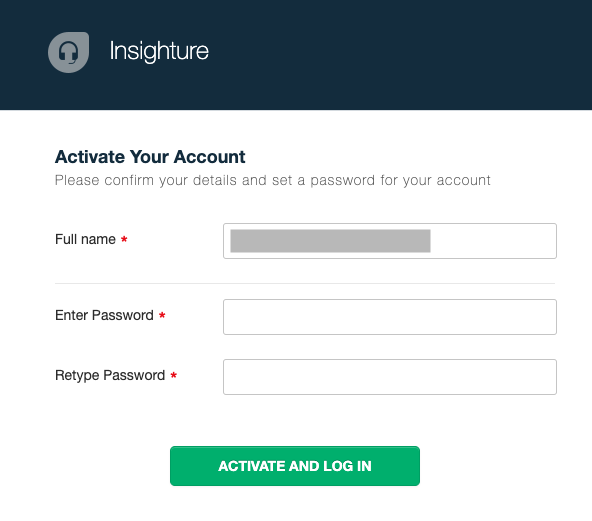 Insighture
Activate Your Account
Please confirm your details and set a password for your account
Full name *
Enter Password *
Retype Password *
ACTIVATE AND LOG IN